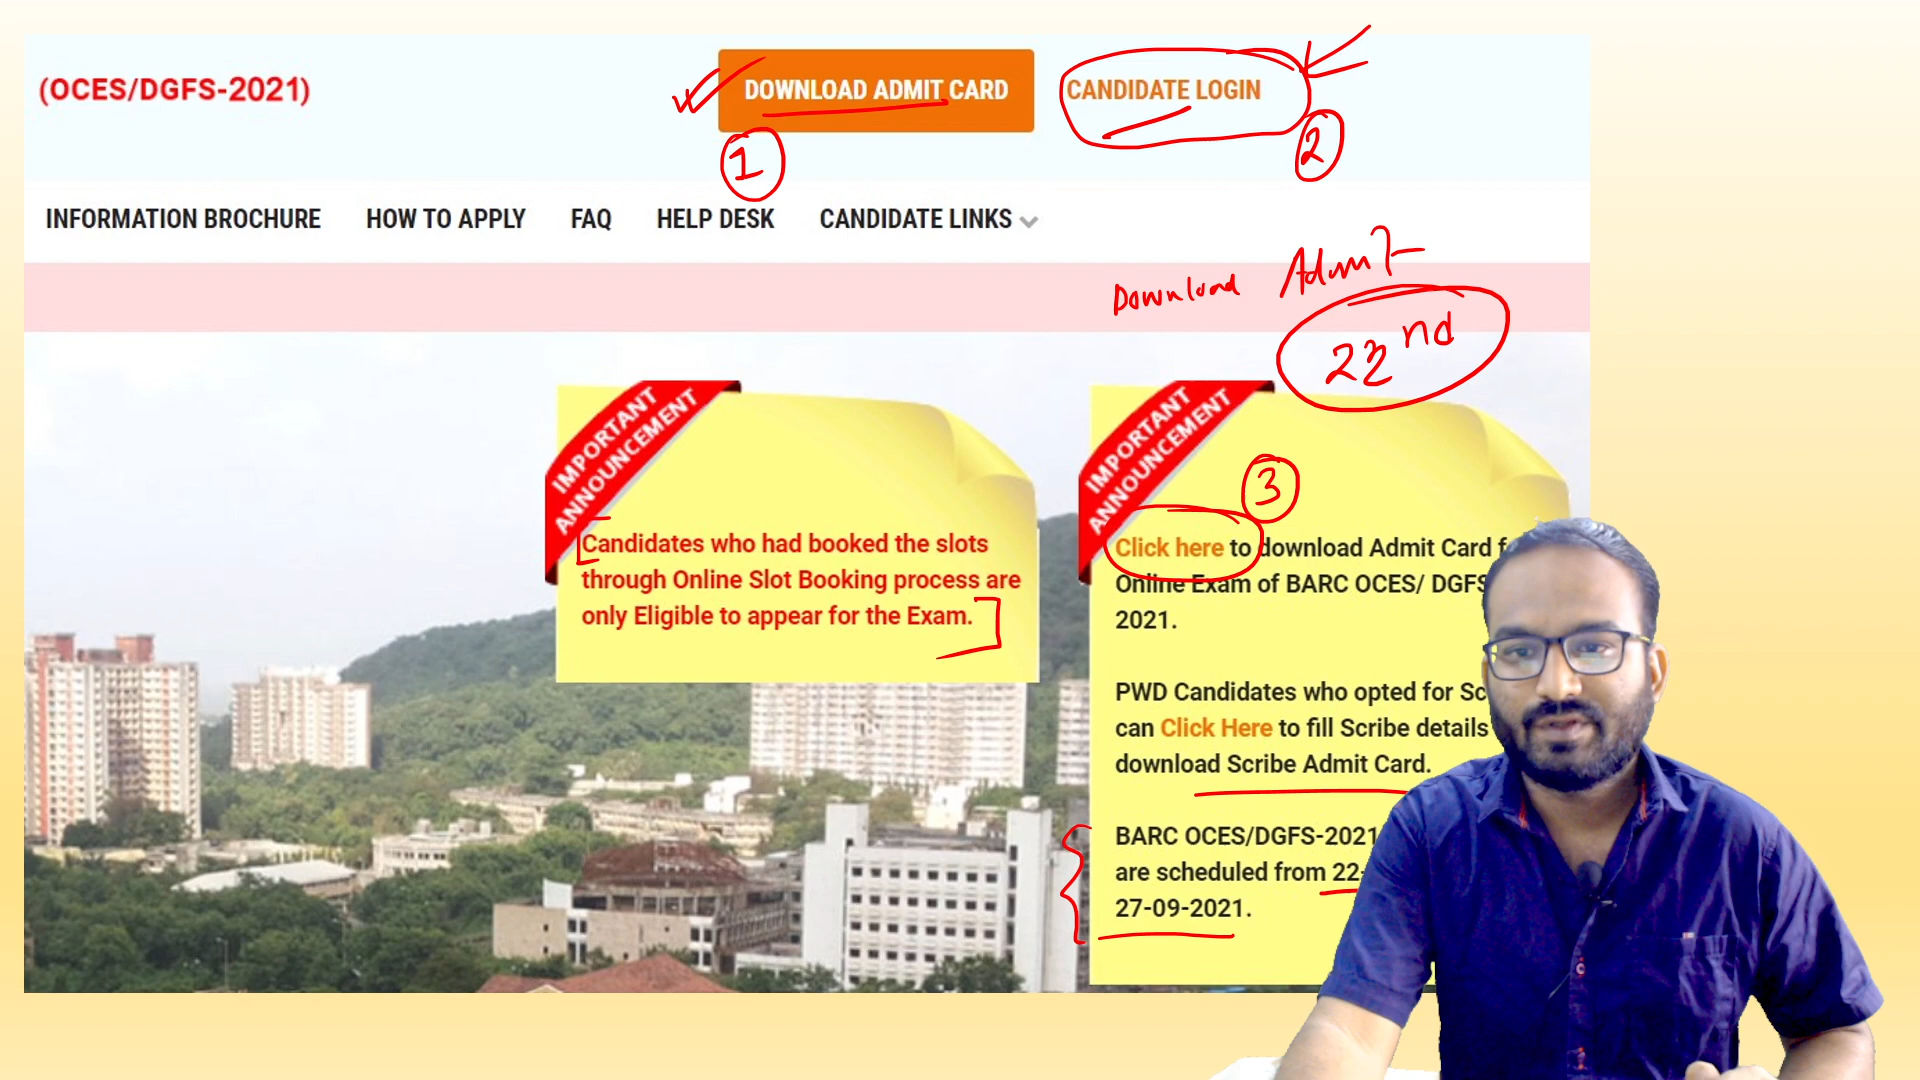 (OCES/DGFS-2021)
DOWNLOAD ADMIT CARD
CANDIDATE LOGIN
1
2
INFORMATION BROCHURE
HOW TO APPLY
FAQ
HELP DESK
CANDIDATE LINKS
Download Admit
22nd
IMPORTANT
ANNOUNCEMENT
Candidates who had booked the slots
through Online Slot Booking process are
only Eligible to appear for the Exam.
IMPORTANT
ANNOUNCEMENT
3
Click here to download Admit Card
Online Exam of BARC OCES/ DGFS
2021.
PWD Candidates who opted for
can Click Here to fill Scribe details
download Scribe Admit Card.
BARC OCES/DGFS-2021
are scheduled from 22-
27-09-2021.